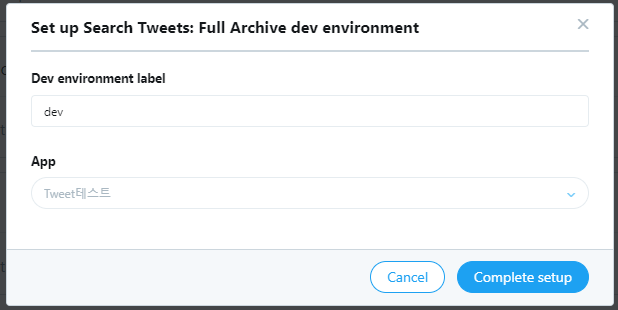 Set up Search Tweets: Full Archive dev environment
Dev environment label
dev
App
Tweet테스트
Cancel
Complete setup